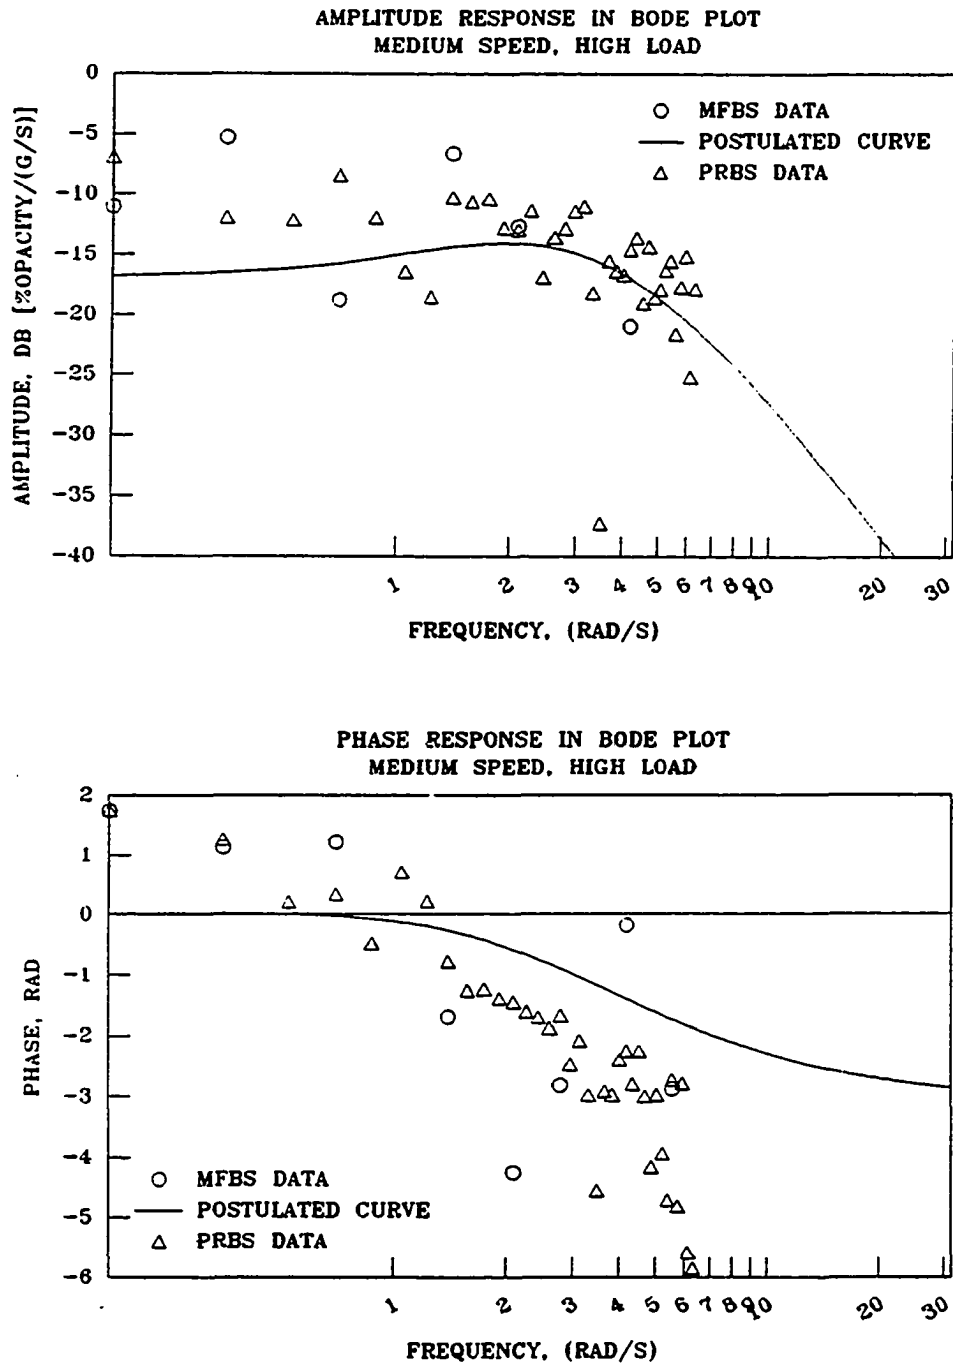 AMPLITUDE RESPONSE IN BODE PLOT
MEDIUM SPEED, HIGH LOAD
AMPLITUDE, DB [%OPACITY/(G/S)]
0
-5
-10
-15
-20
-25
-30
-35
-40
MFBS DATA
POSTULATED CURVE
PRBS DATA
1 2 3 4 5 6 7 8 9 10 20 30
FREQUENCY, (RAD/S)
PHASE RESPONSE IN BODE PLOT
MEDIUM SPEED, HIGH LOAD
PHASE, RAD
2
1
0
-1
-2
-3
-4
-5
-6
MFBS DATA
POSTULATED CURVE
PRBS DATA
1 2 3 4 5 6 7 8 9 10 20 30
FREQUENCY, (RAD/S)